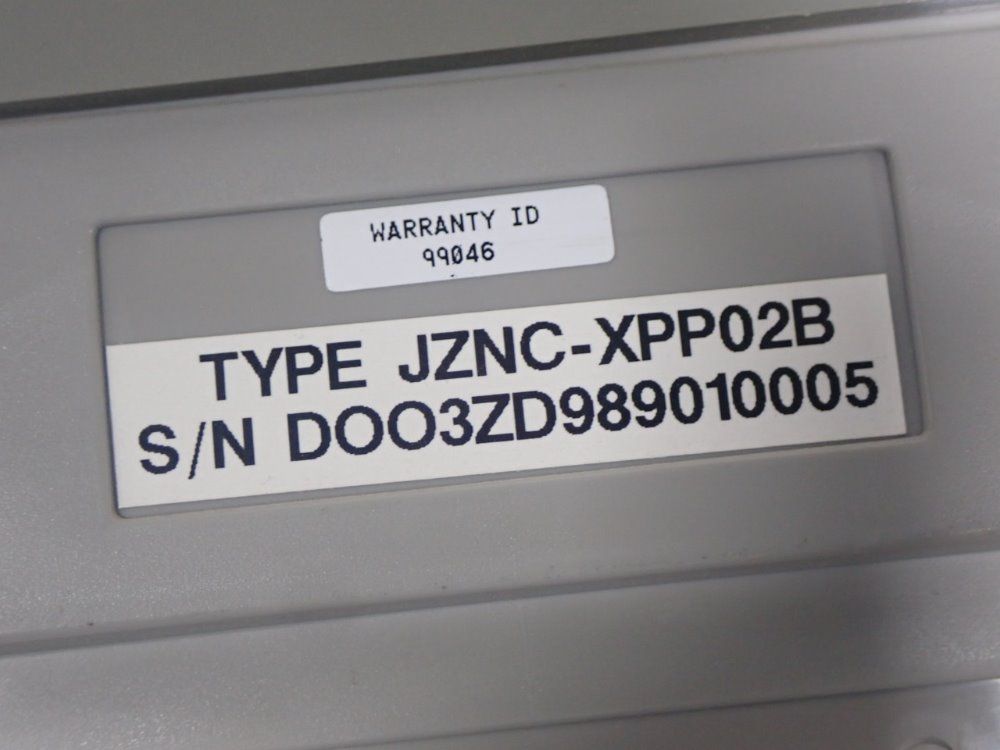 WARRANTY ID
99046
TYPE JZNC-XPP02B
S/N DOO3ZD989010005